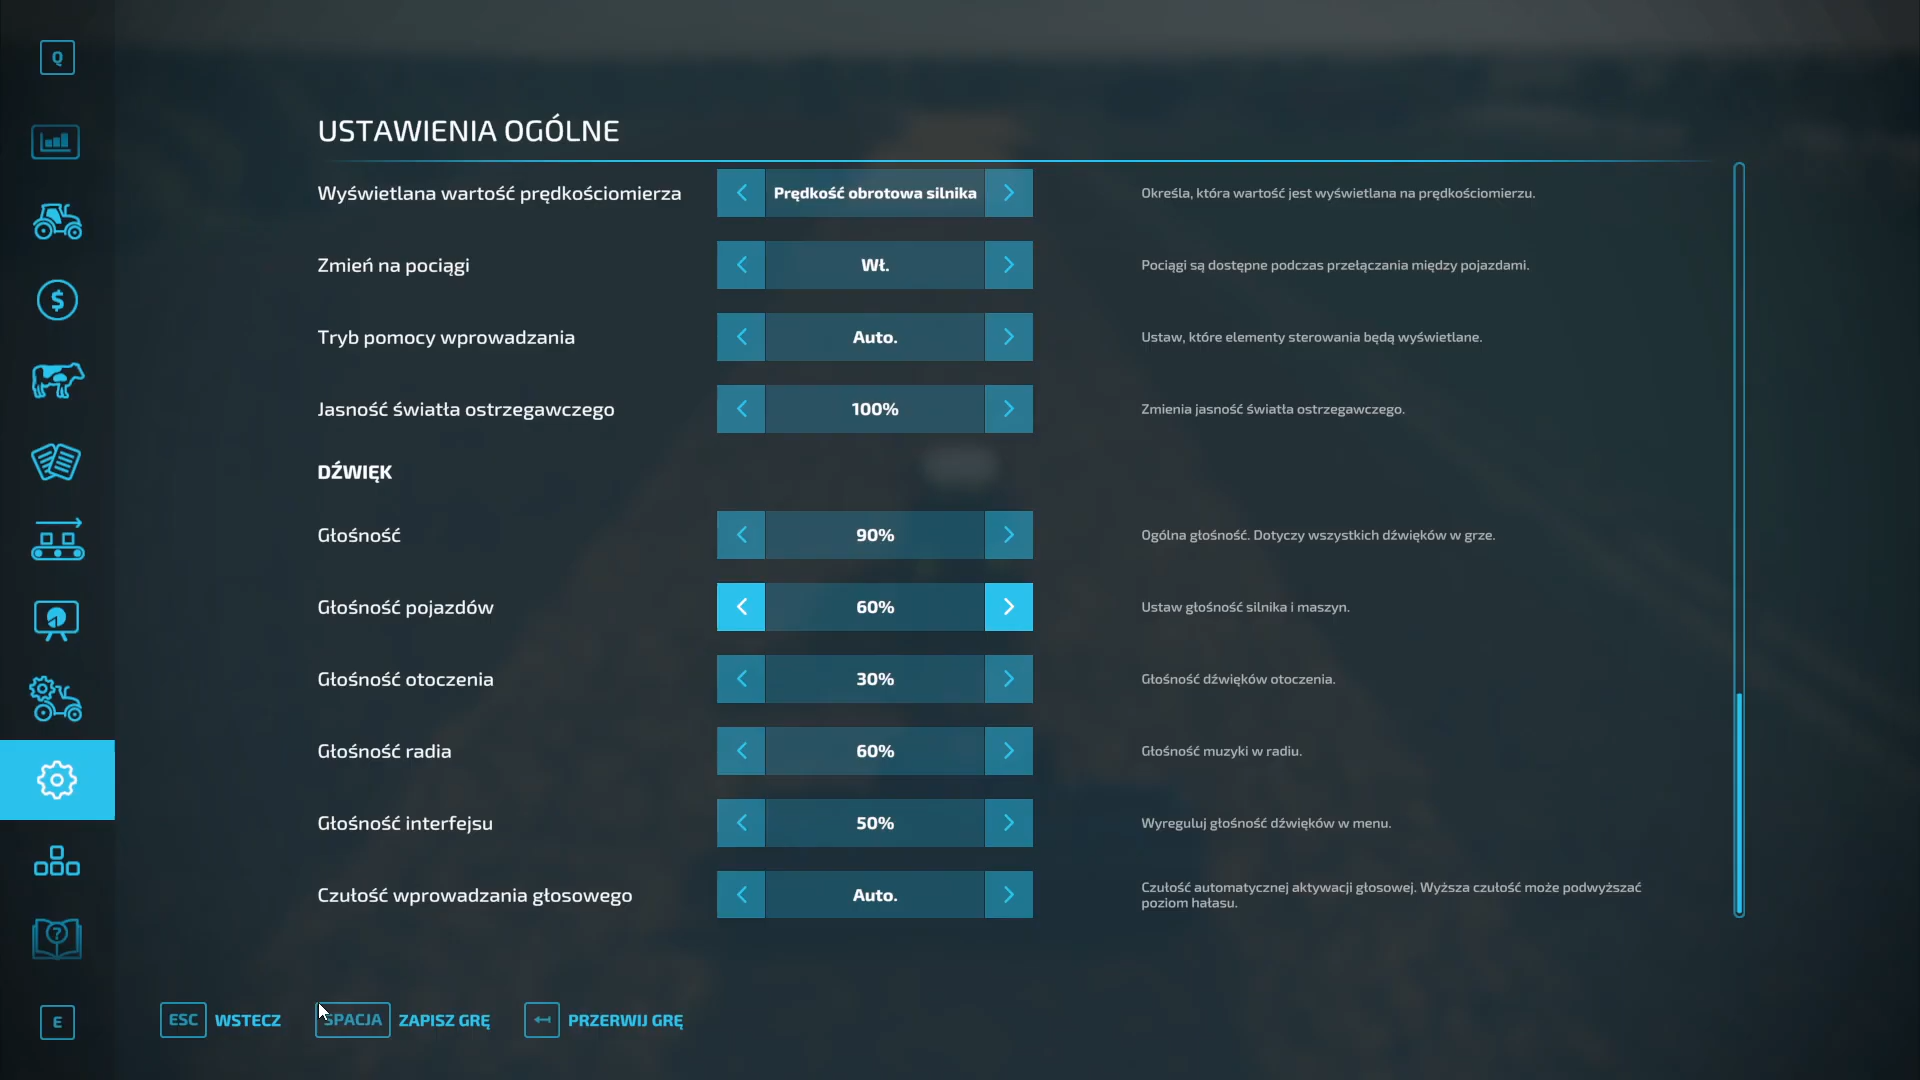 Q
USTAWIENIA OGÓLNE
Wyświetlana wartość prędkościomierza
Prędkość obrotowa silnika
Określa, która wartość jest wyświetlana na prędkościomierzu.
Zmień na pociągi
Wł.
Pociągi są dostępne podczas przełączania między pojazdami.
Tryb pomocy wprowadzania
Auto.
Ustaw, które elementy sterowania będą wyświetlane.
Jasność światła ostrzegawczego
100%
Zmienia jasność światła ostrzegawczego.
DŹWIĘK
Głośność
90%
Ogólna głośność. Dotyczy wszystkich dźwięków w grze.
Głośność pojazdów
60%
Ustaw głośność silnika i maszyn.
Głośność otoczenia
30%
Głośność dźwięków otoczenia.
Głośność radia
60%
Głośność muzyki w radiu.
Głośność interfejsu
50%
Wyreguluj głośność dźwięków w menu.
Czułość wprowadzania głosowego
Auto.
Czułość automatycznej aktywacji głosowej. Wyższa czułość może podwyższać
poziom hałasu.
E
ESC WSTECZ
SPACJA ZAPISZ GRĘ
PRZERWIJ GRĘ